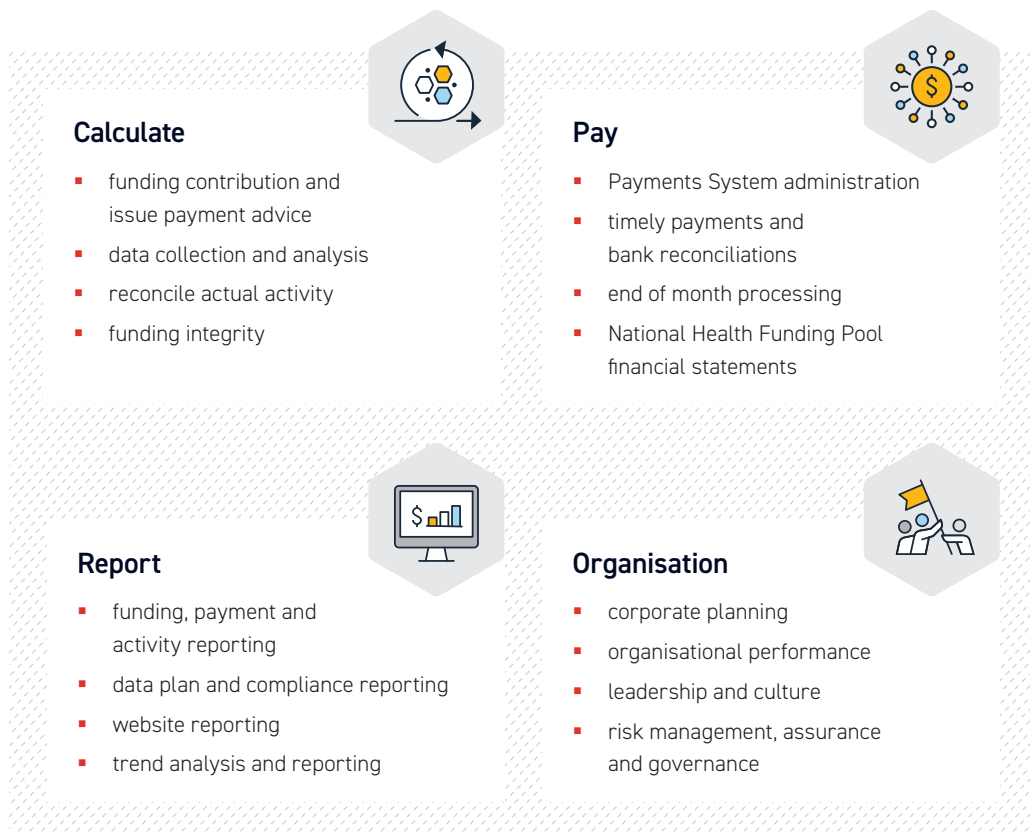 Calculate
▪ funding contribution and
issue payment advice
▪ data collection and analysis
▪ reconcile actual activity
▪ funding integrity
$
Pay
▪ Payments System administration
▪ timely payments and
bank reconciliations
▪ end of month processing
▪ National Health Funding Pool
financial statements
$
Report
▪ funding, payment and
activity reporting
▪ data plan and compliance reporting
▪ website reporting
▪ trend analysis and reporting
Organisation
▪ corporate planning
▪ organisational performance
▪ leadership and culture
▪ risk management, assurance
and governance